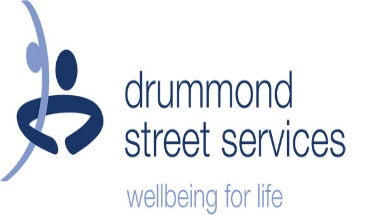 drummond
street services
wellbeing for life